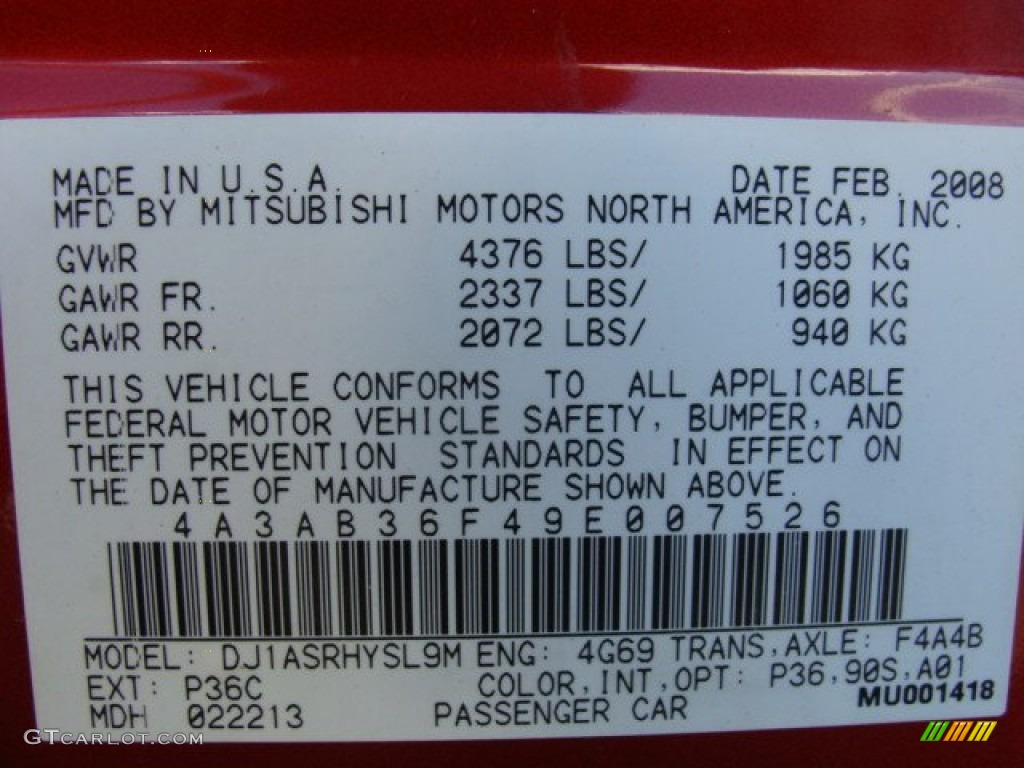 MADE IN U.S.A. DATE FEB. 2008
MFD BY MITSUBISHI MOTORS NORTH AMERICA, INC.
GVWR 4376 LBS/ 1985 KG
GAWR FR. 2337 LBS/ 1060 KG
GAWR RR. 2072 LBS/ 940 KG
THIS VEHICLE CONFORMS TO ALL APPLICABLE
FEDERAL MOTOR VEHICLE SAFETY, BUMPER, AND
THEFT PREVENTION STANDARDS IN EFFECT ON
THE DATE OF MANUFACTURE SHOWN ABOVE.
4A3AB36F49E007526
MODEL: DJ1ASRHYSL9M ENG: 4G69 TRANS,AXLE: F4A4B
EXT: P36C COLOR,INT,OPT: P36,90S,A01
MDH 022213 PASSENGER CAR MU001418
GTCARLOT.COM